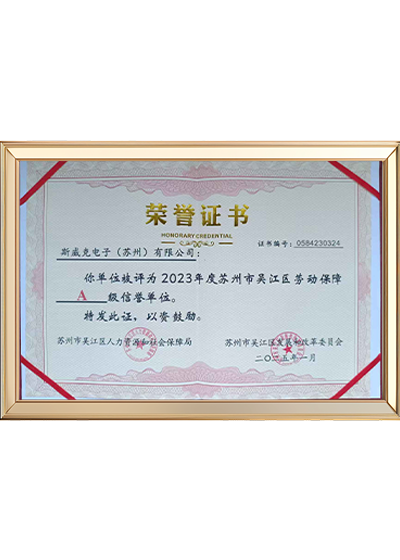 荣誉证书
HONORARY CREDENTIAL
证书编号：0584230324
斯威克电子（苏州）有限公司：
你单位被评为2023年度苏州市吴江区劳动保障
A 级信誉单位。
特发此证，以资鼓励。
苏州市吴江区人力资源和社会保障局 苏州市吴江区发展和改革委员会
二〇二五年一月